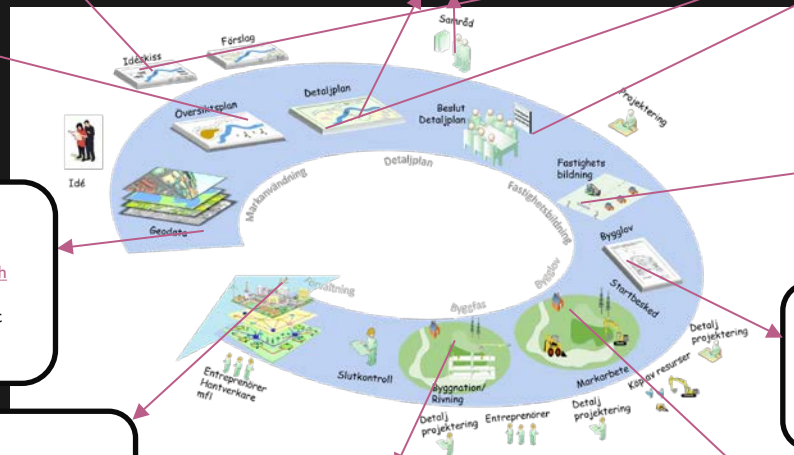 Samråd
Idéskiss
Förslag
Detaljplan
Översiktsplan
Beslut
Detaljplan
Projektering
Idé
Markanvändning
Detaljplan
Fastighetsbildning
Fastighets
bildning
Geodata
Bygglov
Bygglov
Startbesked
h
Förvaltning
Byggfas
Entreprenörer
Hantverkare
mfl
Slutkontroll
Byggnation/
Rivning
Markarbete
Detalj
projektering
Köp av resurser
Detalj
projektering
Entreprenörer
Detalj
projektering